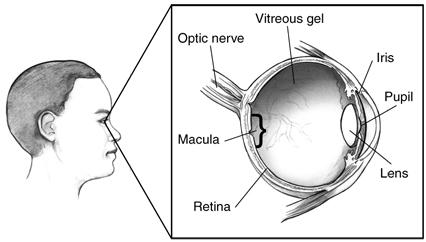 Vitreous gel
Optic nerve
Iris
Pupil
Macula
Lens
Retina